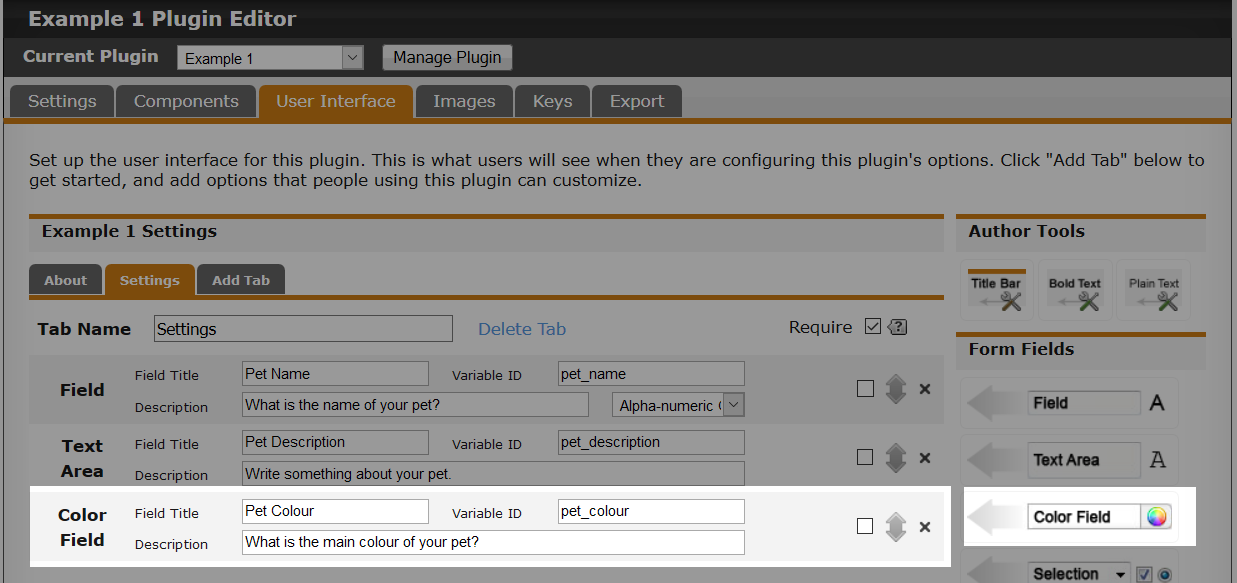 Example 1 Plugin Editor
Current Plugin Example 1 Manage Plugin
Settings Components User Interface Images Keys Export
Set up the user interface for this plugin. This is what users will see when they are configuring this plugin's options. Click "Add Tab" below to
get started, and add options that people using this plugin can customize.
Example 1 Settings
About Settings Add Tab
Tab Name Settings Delete Tab Require ?
Field Field Title Pet Name Variable ID pet_name
Description What is the name of your pet? Alpha-numeric
Text Area Field Title Pet Description Variable ID pet_description
Description Write something about your pet.
Color Field Field Title Pet Colour Variable ID pet_colour
Description What is the main colour of your pet?
Author Tools
Title Bar Bold Text Plain Text
Form Fields
Field A
Text Area A
Color Field
Selection